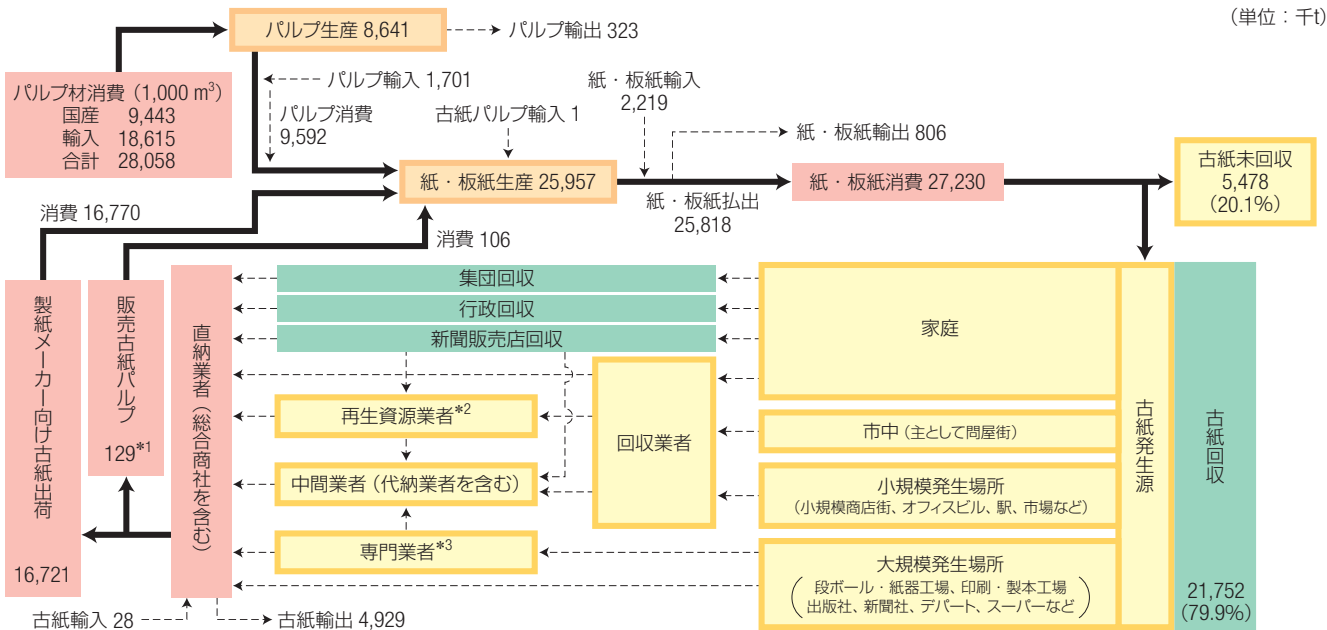 （単位：千t）
パルプ生産 8,641
パルプ輸出 323
パルプ材消費（1,000 m³）
国産 9,443
輸入 18,615
合計 28,058
パルプ輸入 1,701
パルプ消費
9,592
古紙パルプ輸入 1
紙・板紙輸入
2,219
紙・板紙輸出 806
紙・板紙生産 25,957
紙・板紙払出
25,818
紙・板紙消費 27,230
古紙未回収
5,478
(20.1%)
消費 16,770
消費 106
製紙メーカー向け古紙出荷
16,721
販売古紙パルプ
129*1
直納業者（総合商社を含む）
集団回収
行政回収
新聞販売店回収
再生資源業者*2
中間業者（代納業者を含む）
専門業者*3
回収業者
家庭
市中（主として問屋街）
小規模発生場所
（小規模商店街、オフィスビル、駅、市場など）
大規模発生場所
（段ボール・紙器工場、印刷・製本工場
出版社、新聞社、デパート、スーパーなど）
古紙発生源
古紙回収
21,752
(79.9%)
古紙輸入 28
古紙輸出 4,929